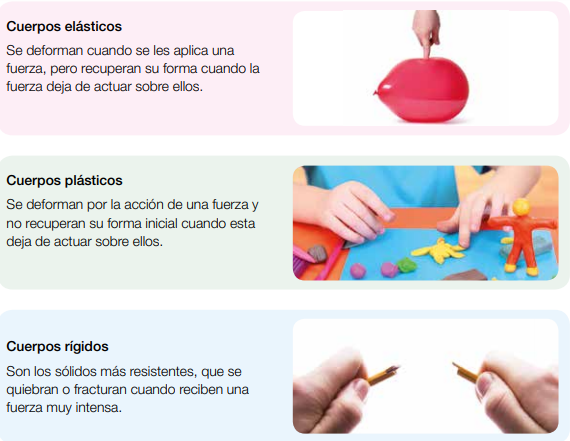 Cuerpos elásticos
Se deforman cuando se les aplica una
fuerza, pero recuperan su forma cuando la
fuerza deja de actuar sobre ellos.
Cuerpos plásticos
Se deforman por la acción de una fuerza y
no recuperan su forma inicial cuando esta
deja de actuar sobre ellos.
Cuerpos rígidos
Son los sólidos más resistentes, que se
quiebran o fracturan cuando reciben una
fuerza muy intensa.